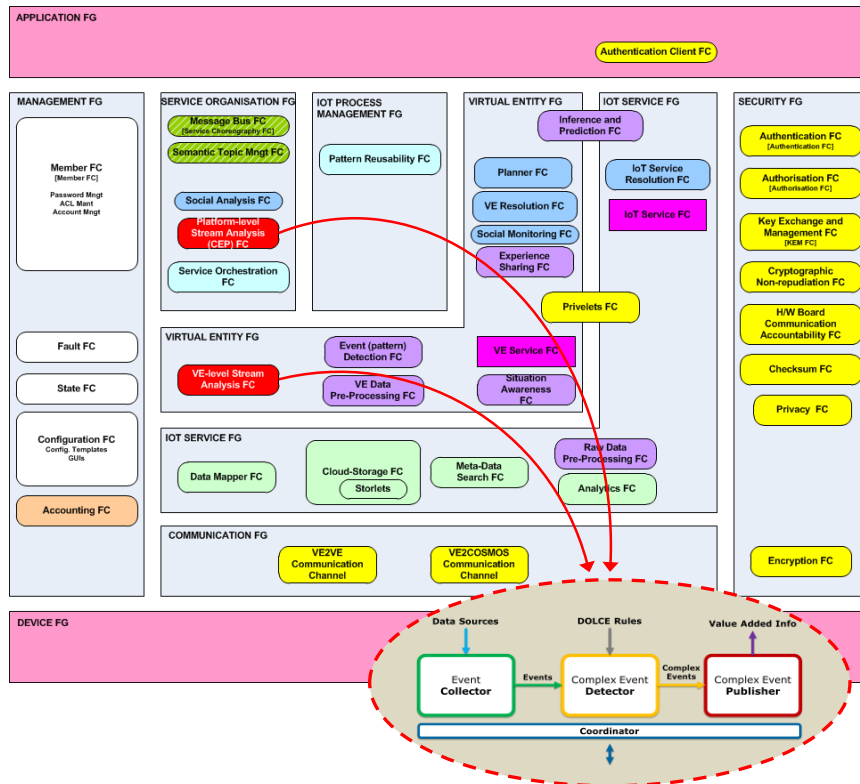 APPLICATION FG
Authentication Client FC
MANAGEMENT FG
Member FC
[Member FC]
Password Mngt
ACL Mant
Account Mngt
Fault FC
State FC
Configuration FC
Config. Templates
GUIs
Accounting FC
SERVICE ORGANISATION FG
Message Bus FC
[Service Choreography FC]
Semantic Topic Mngt FC
Social Analysis FC
Platform-level
Stream Analysis
(CEP) FC
Service Orchestration
FC
IOT PROCESS
MANAGEMENT FG
Pattern Reusability FC
VIRTUAL ENTITY FG
Inference and
Prediction FC
Planner FC
VE Resolution FC
Social Monitoring FC
Experience
Sharing FC
IOT SERVICE FG
IoT Service
Resolution FC
IoT Service FC
Privelets FC
VIRTUAL ENTITY FG
VE-level Stream
Analysis FC
Event (pattern)
Detection FC
VE Data
Pre-Processing FC
VE Service FC
Situation
Awareness
FC
IOT SERVICE FG
Data Mapper FC
Cloud-Storage FC
Storlets
Meta-Data
Search FC
Raw Data
Pre-Processing FC
Analytics FC
COMMUNICATION FG
VE2VE
Communication
Channel
VE2COSMOS
Communication
Channel
SECURITY FG
Authentication FC
[Authentication FC]
Authorisation FC
[Authorisation FC]
Key Exchange and
Management FC
[KEM FC]
Cryptographic
Non-repudiation FC
H/W Board
Communication
Accountability FC
Checksum FC
Privacy FC
Encryption FC
DEVICE FG
Data Sources
DOLCE Rules
Value Added Info
Event
Collector
Events
Complex Event
Detector
Complex
Events
Complex Event
Publisher
Coordinator